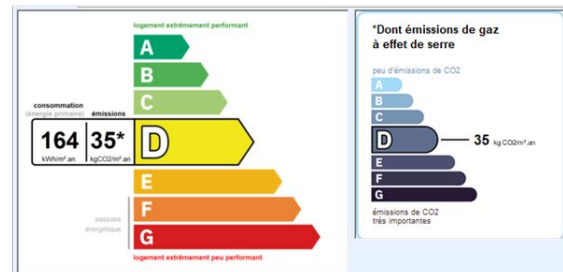 logement extrêmement performant
A
B
C
consommation
(énergie primaire)
émissions
164
kWh/m².an
35*
kgCO2/m².an
D
E
F
G
passoire
énergétique
logement extrêmement peu performant
*Dont émissions de gaz
à effet de serre
peu d'émissions de CO2
A
B
C
D
35 kg CO2/m².an
E
F
G
émissions de CO2
très importantes